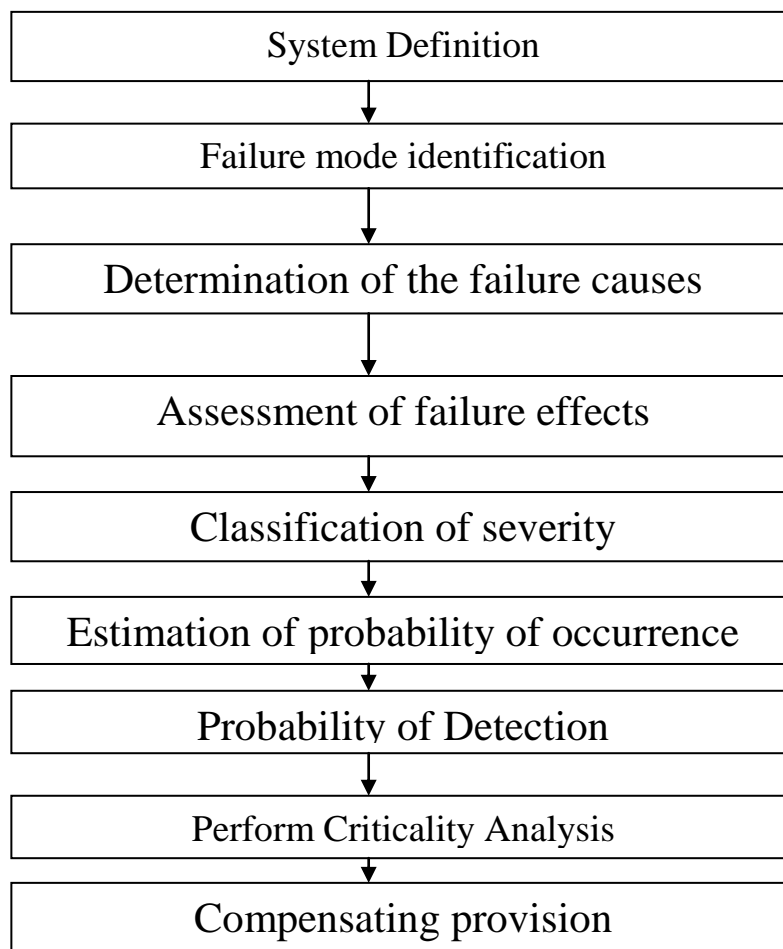 System Definition
Failure mode identification
Determination of the failure causes
Assessment of failure effects
Classification of severity
Estimation of probability of occurrence
Probability of Detection
Perform Criticality Analysis
Compensating provision